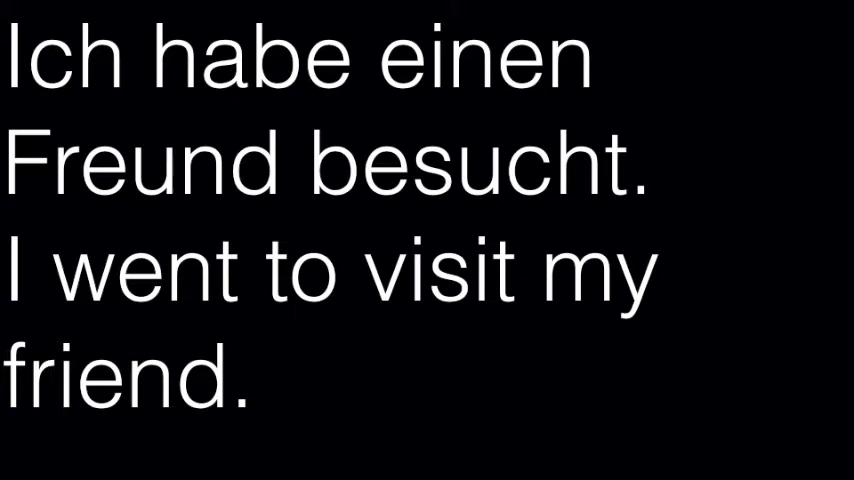 Ich habe einen
Freund besucht.
I went to visit my
friend.